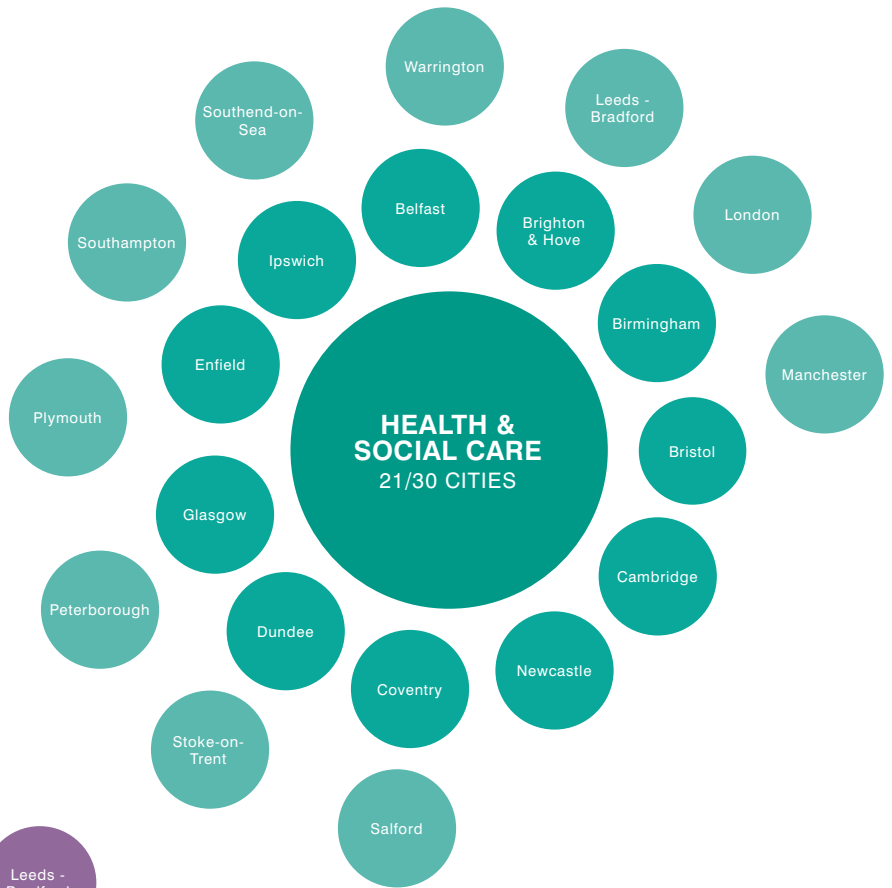 Warrington
Leeds -
Bradford
Southend-on-
Sea
London
Southampton
Belfast
Brighton
& Hove
Ipswich
Birmingham
Enfield
Manchester
Plymouth
HEALTH &
SOCIAL CARE
21/30 CITIES
Bristol
Glasgow
Cambridge
Peterborough
Dundee
Newcastle
Coventry
Stoke-on-
Trent
Salford
Leeds -